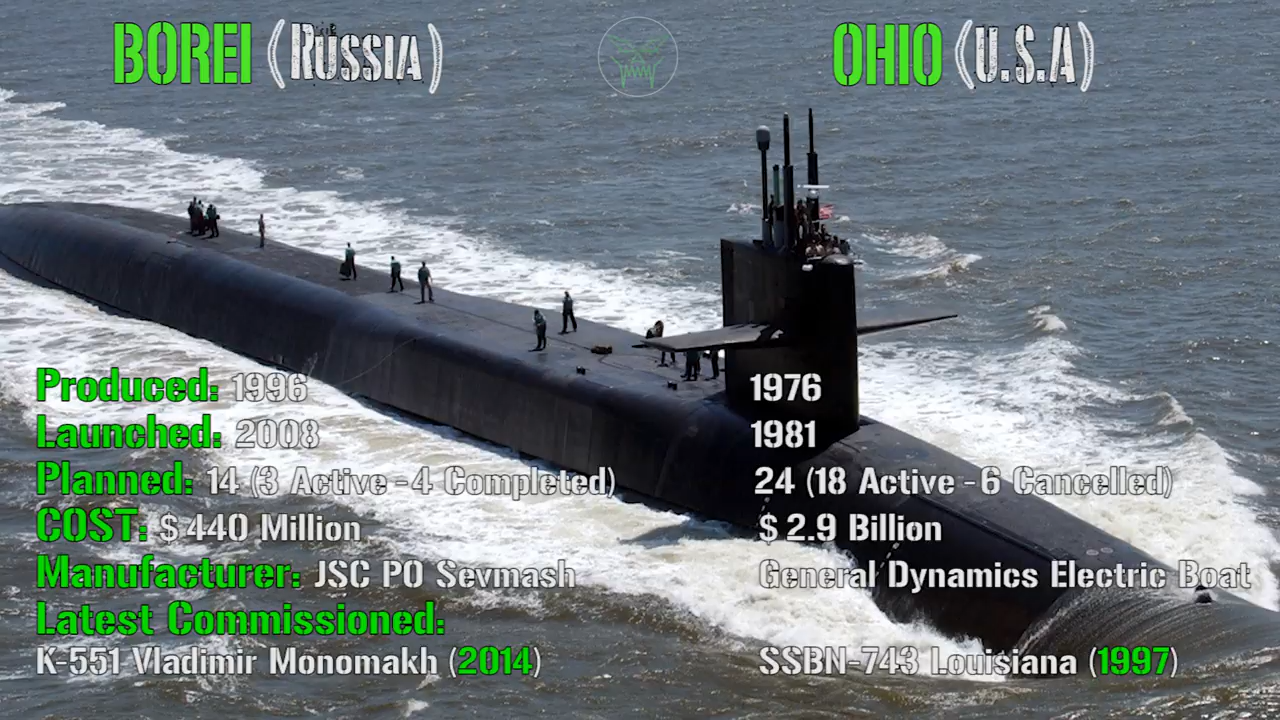 BOREI (RUSSIA)
OHIO (U.S.A)
Produced: 1996
1976
Launched: 2008
1981
Planned: 14 (3 Active - 4 Completed)
24 (18 Active - 6 Cancelled)
COST: $ 440 Million
$ 2.9 Billion
Manufacturer: JSC PO Sevmash
General Dynamics Electric Boat
Latest Commissioned:
K-551 Vladimir Monomakh (2014)
SSBN-743 Louisiana (1997)